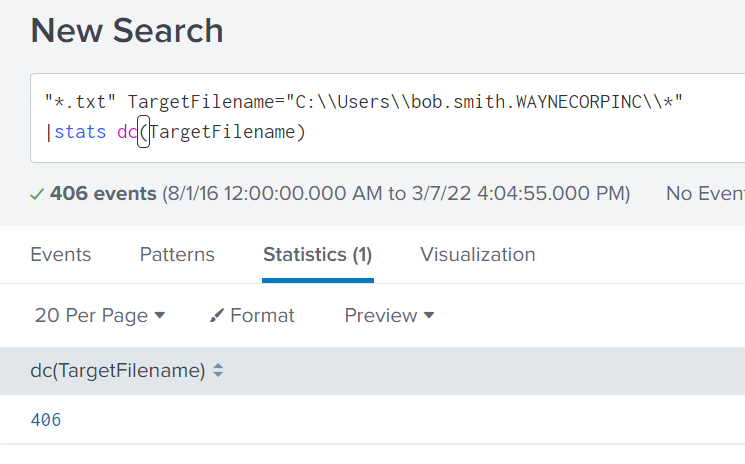 New Search
"*.txt" TargetFilename="C:\\Users\\bob.smith.WAYNECORPINC\\*"
|stats dc(TargetFilename)
✓ 406 events (8/1/16 12:00:00.000 AM to 3/7/22 4:04:55.000 PM) No Even
Events Patterns Statistics (1) Visualization
20 Per Page Format Preview
dc(TargetFilename)
406